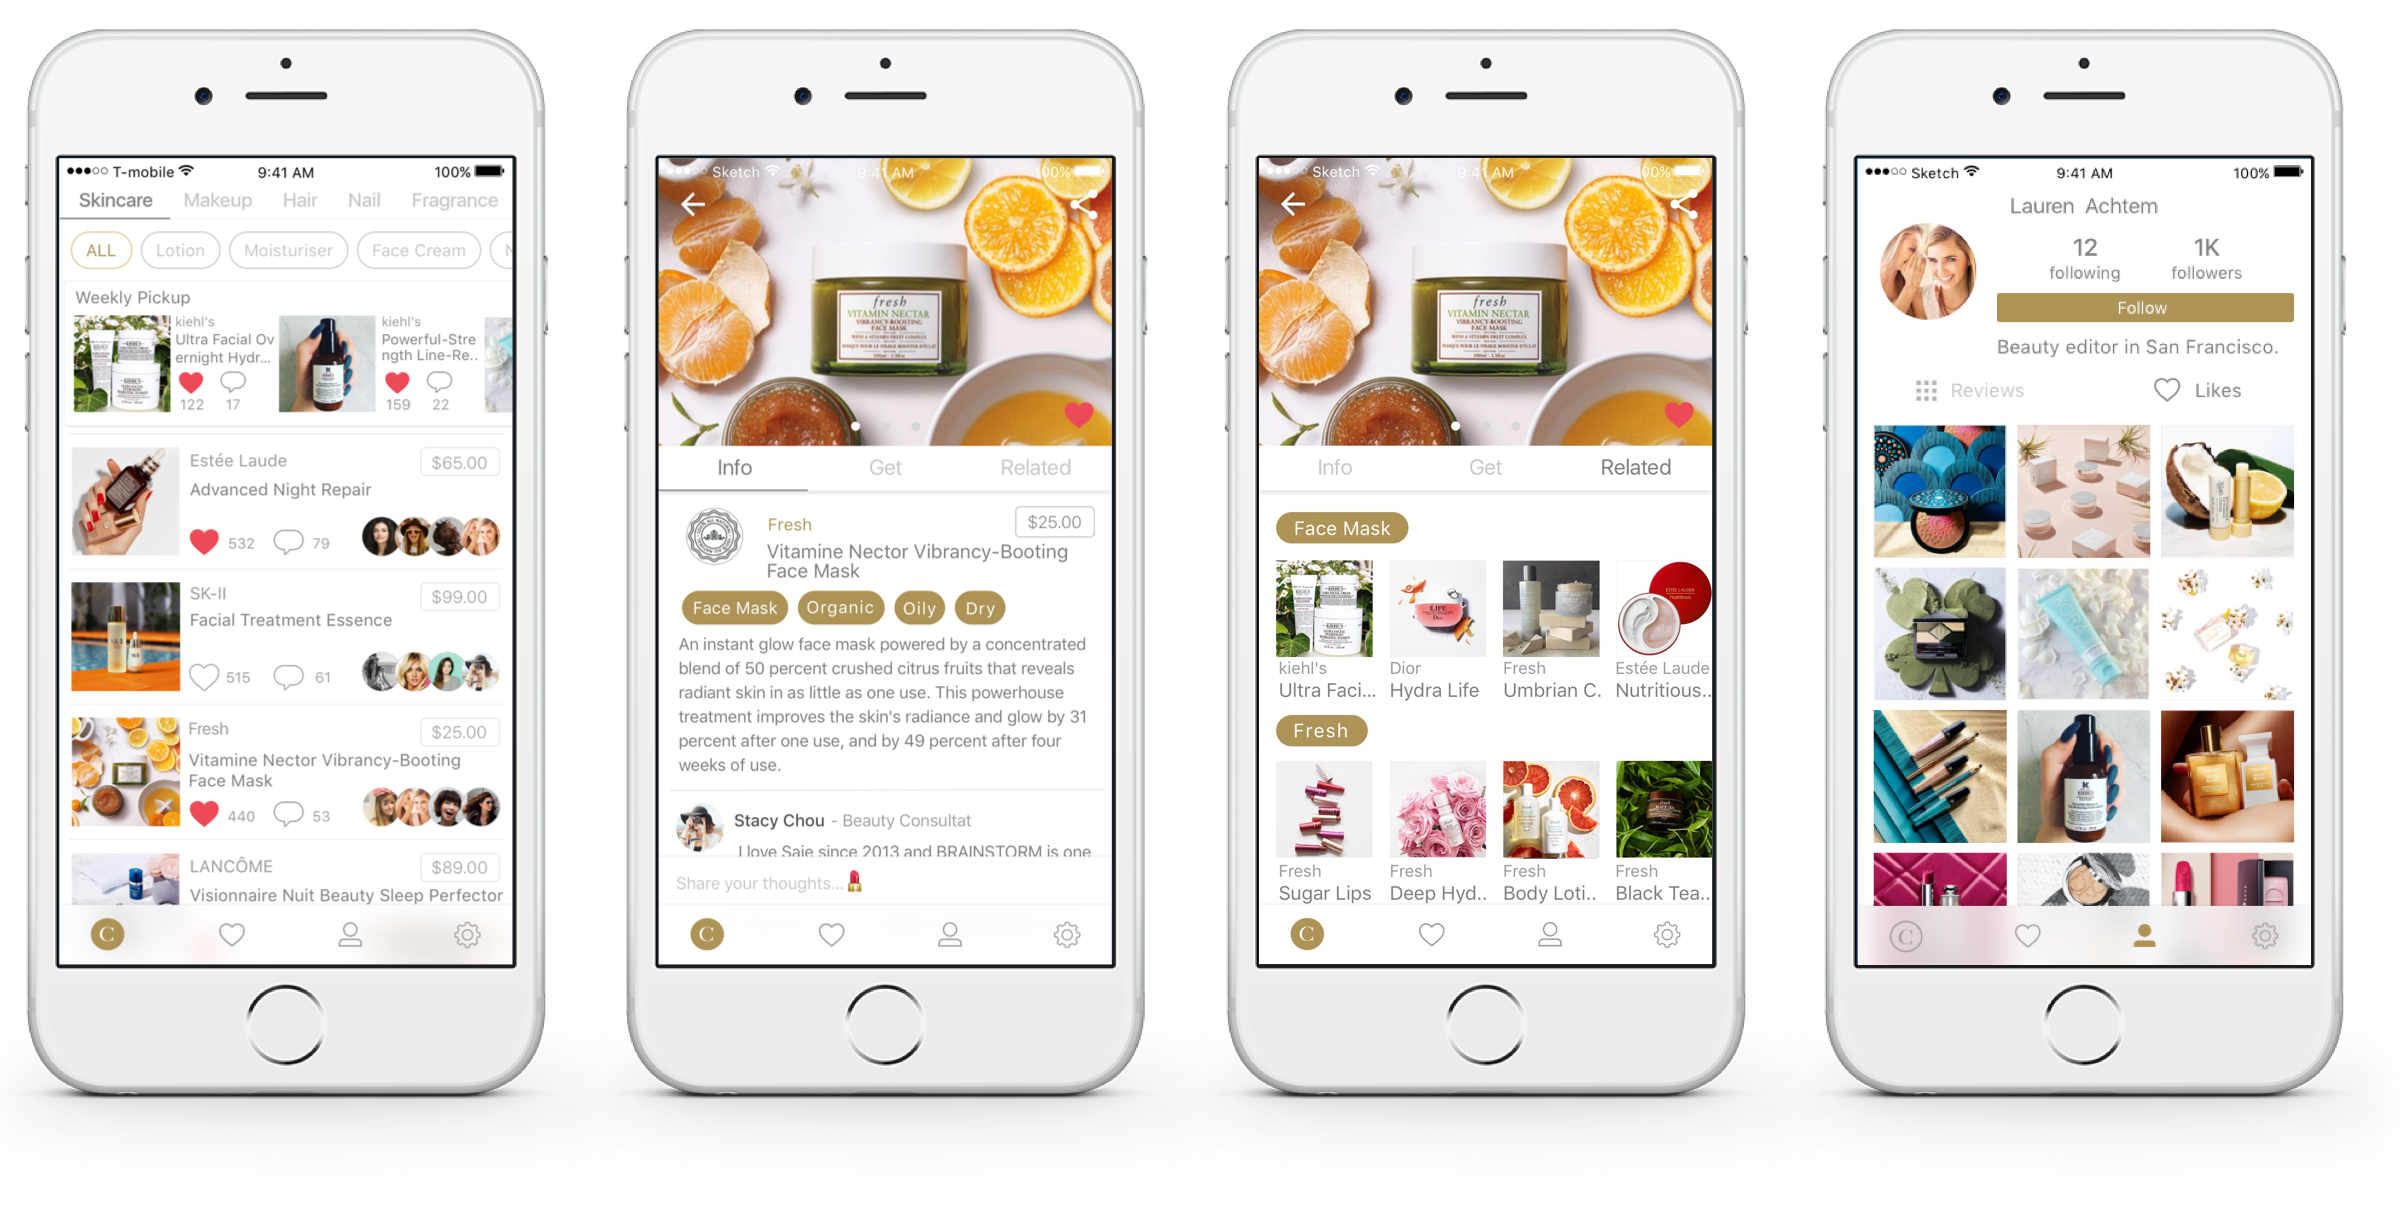 T-mobile 9:41 AM 100%
Skincare Makeup Hair Nail Fragrance
ALL Lotion Moisturiser Face Cream
Weekly Pickup
kiehl's
Ultra Facial Ov
ernight Hydr...
122 17
kiehl's
Powerful-Stre
ngth Line-Re..
159 22
Estée Laude $65.00
Advanced Night Repair
532 79
SK-II $99.00
Facial Treatment Essence
515 61
Fresh $25.00
Vitamine Nector Vibrancy-Booting
Face Mask
440 53
LANCÔME $89.00
Visionnaire Nuit Beauty Sleep Perfector
C
Sketch 9:41 AM 100%
fresh
VITAMIN NECTAR
VIBRANCY-BOOSTING
FACE MASK
Info Get Related
Fresh $25.00
Vitamine Nector Vibrancy-Booting
Face Mask
Face Mask Organic Oily Dry
An instant glow face mask powered by a concentrated
blend of 50 percent crushed citrus fruits that reveals
radiant skin in as little as one use. This powerhouse
treatment improves the skin's radiance and glow by 31
percent after one use, and by 49 percent after four
weeks of use.
Stacy Chou - Beauty Consultat
I love Saie since 2013 and BRAINSTORM is one
Share your thoughts...
C
Sketch 9:41 AM 100%
fresh
VITAMIN NECTAR
VIBRANCY-BOOSTING
FACE MASK
Info Get Related
Face Mask
kiehl's Dior Fresh Estée Laude
Ultra Faci... Hydra Life Umbrian C. Nutritious..
Fresh
Fresh Fresh Fresh Fresh
Sugar Lips Deep Hyd.. Body Loti.. Black Tea..
C
Sketch 9:41 AM 100%
Lauren Achtem
12 1K
following followers
Follow
Beauty editor in San Francisco.
Reviews Likes
C